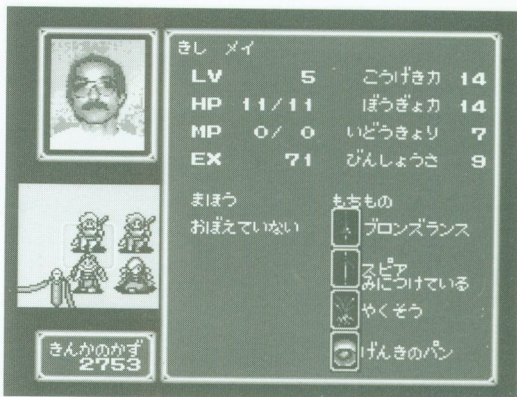 きし メイ
LV 5 こうげき力 14
HP 11/11 ぼうぎょ力 14
MP 0/ 0 いどうきょり 7
EX 71 びんしょうさ 9
まほう もちもの
おぼえていない ブロンズランス
スピア
みにつけている
やくそう
げんきのパン
きんかのかず
2753